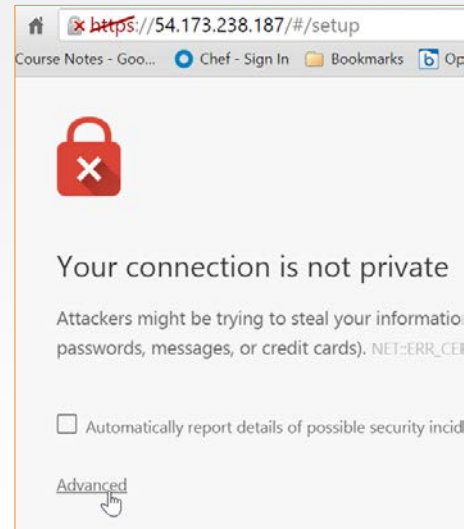 https://54.173.238.187/#/setup
Course Notes - Goo... Chef - Sign In Bookmarks b Op
Your connection is not private
Attackers might be trying to steal your informatio
passwords, messages, or credit cards). NET::ERR_CE
Automatically report details of possible security incid
Advanced